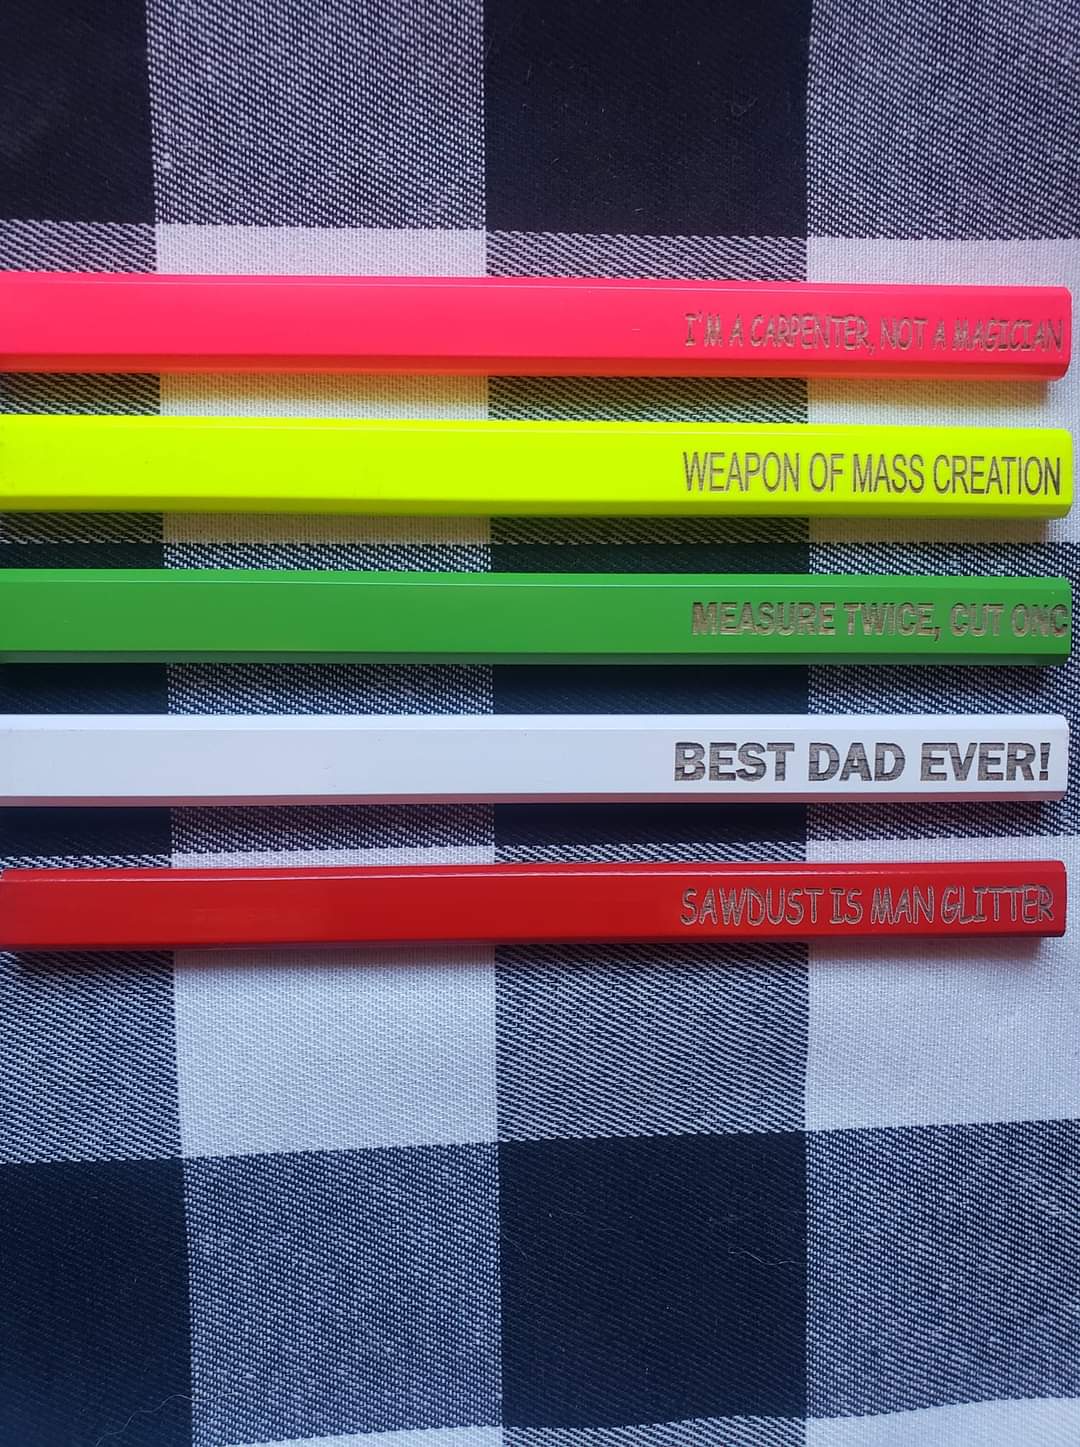 I'M A CARPENTER, NOT A MAGICIAN
WEAPON OF MASS CREATION
MEASURE TWICE, CUT ONC
BEST DAD EVER!
SAWDUST IS MAN GLITTER